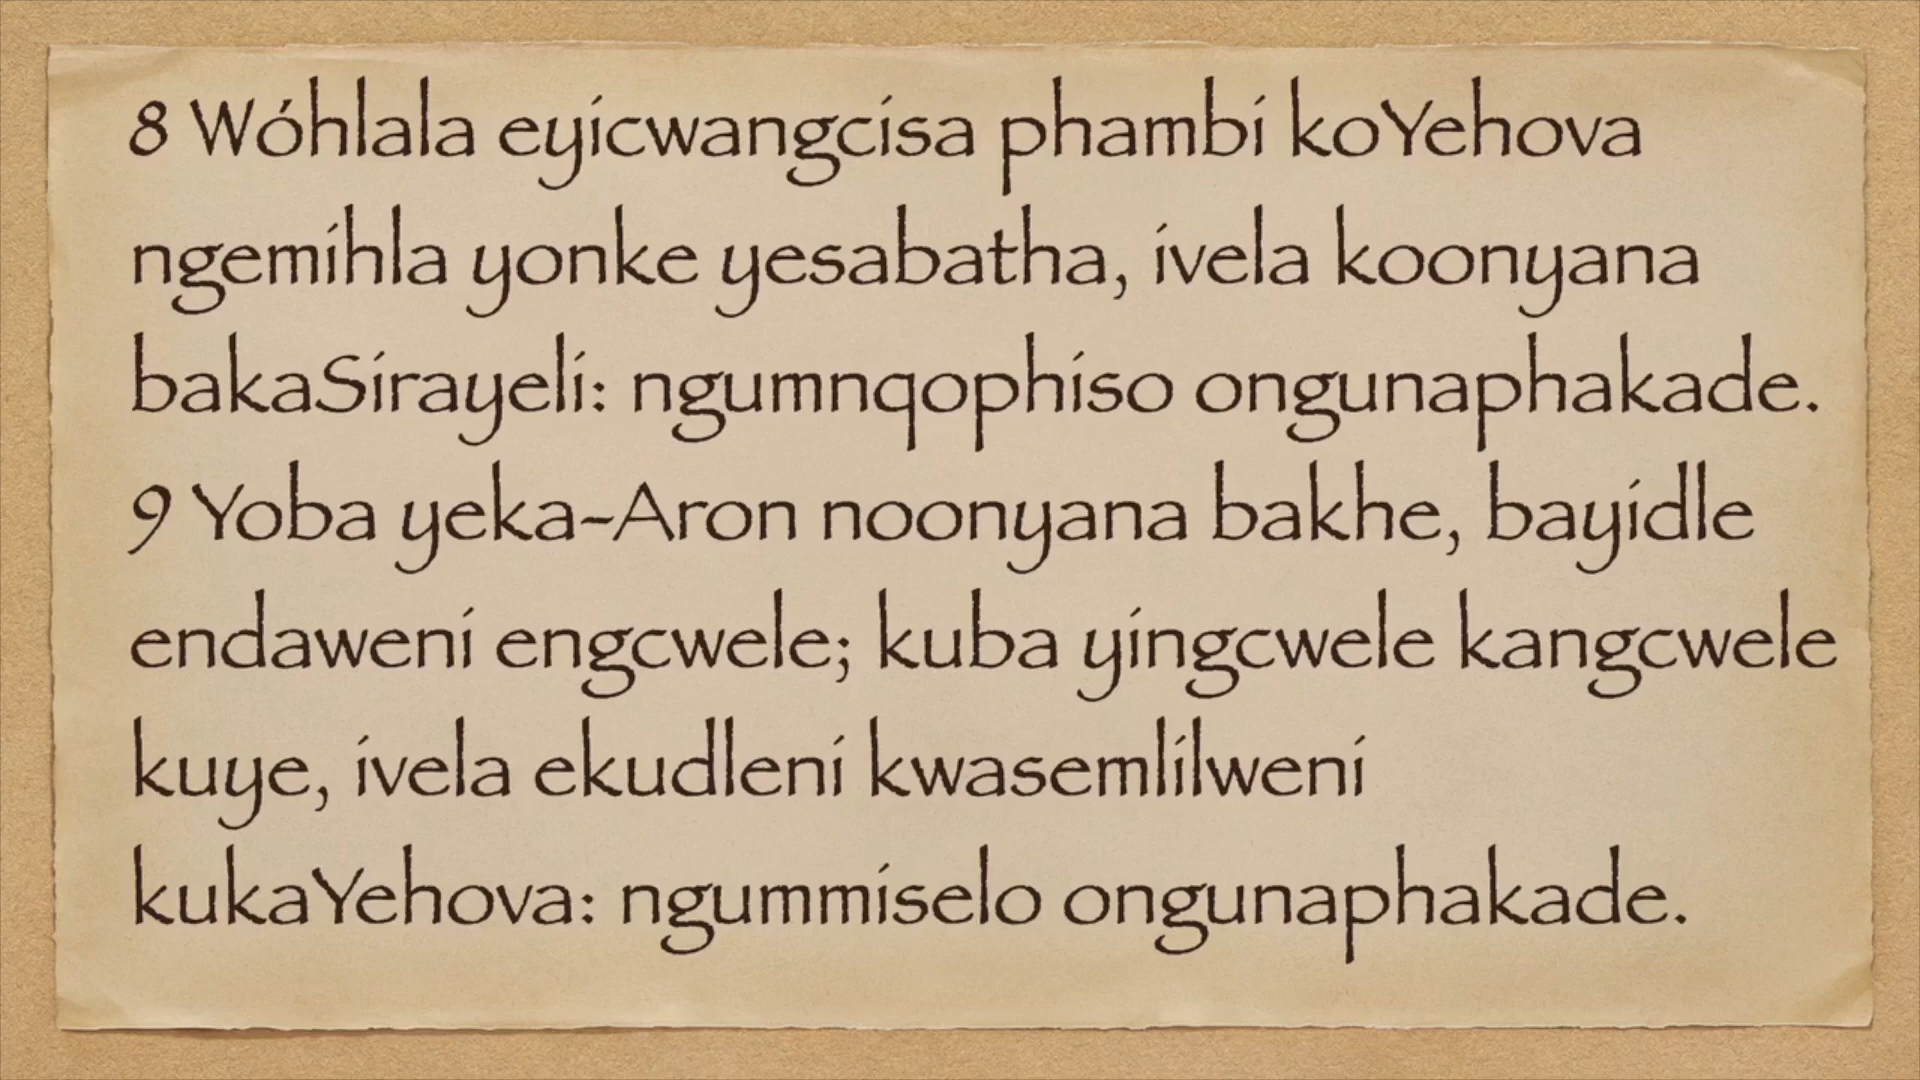 8 Wóhlala eyicwangcisa phambi koYehova
ngemihla yonke yesabatha, ivela koonyana
bakaSirayeli: ngumnqophiso ongunaphakade.
9 Yoba yeka-Aron noonyana bakhe, bayidle
endaweni engcwele; kuba yingcwele kangcwele
kuye, ivela ekudleni kwasemlilweni
kukaYehova: ngummiselo ongunaphakade.